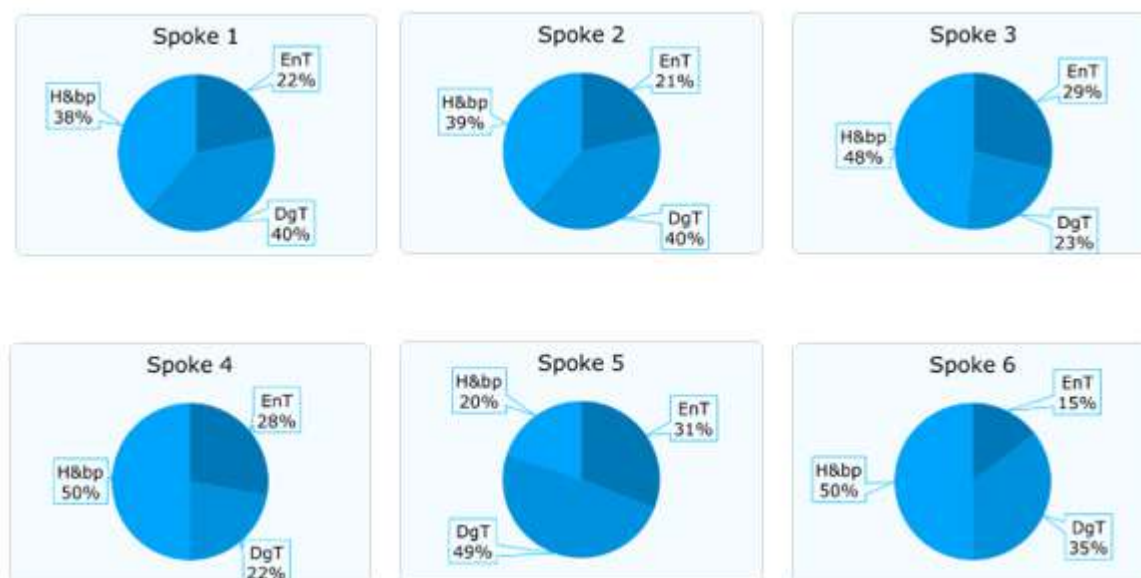 Spoke 1
EnT
22%
H&bp
38%
DgT
40%
Spoke 2
EnT
21%
H&bp
39%
DgT
40%
Spoke 3
EnT
29%
H&bp
48%
DgT
23%
Spoke 4
EnT
28%
H&bp
50%
DgT
22%
Spoke 5
H&bp
20%
EnT
31%
DgT
49%
Spoke 6
EnT
15%
H&bp
50%
DgT
35%